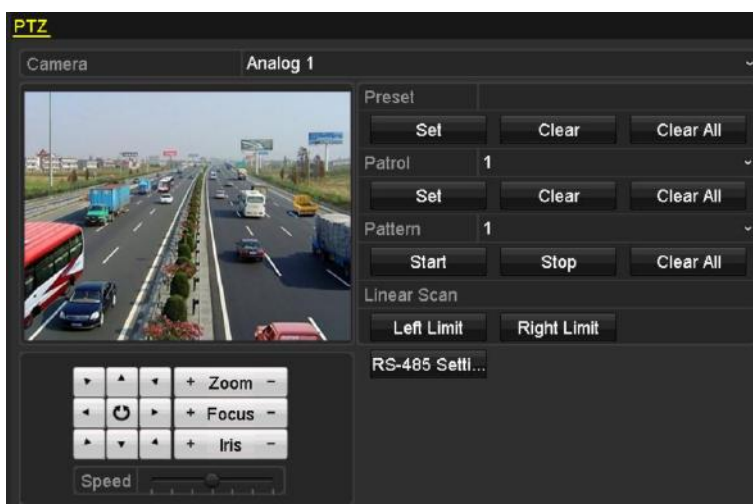 PTZ
Camera Analog 1
Preset
Set Clear Clear All
Patrol 1
Set Clear Clear All
Pattern 1
Start Stop Clear All
Linear Scan
Left Limit Right Limit
RS-485 Setti...
+ Zoom -
+ Focus -
+ Iris -
Speed